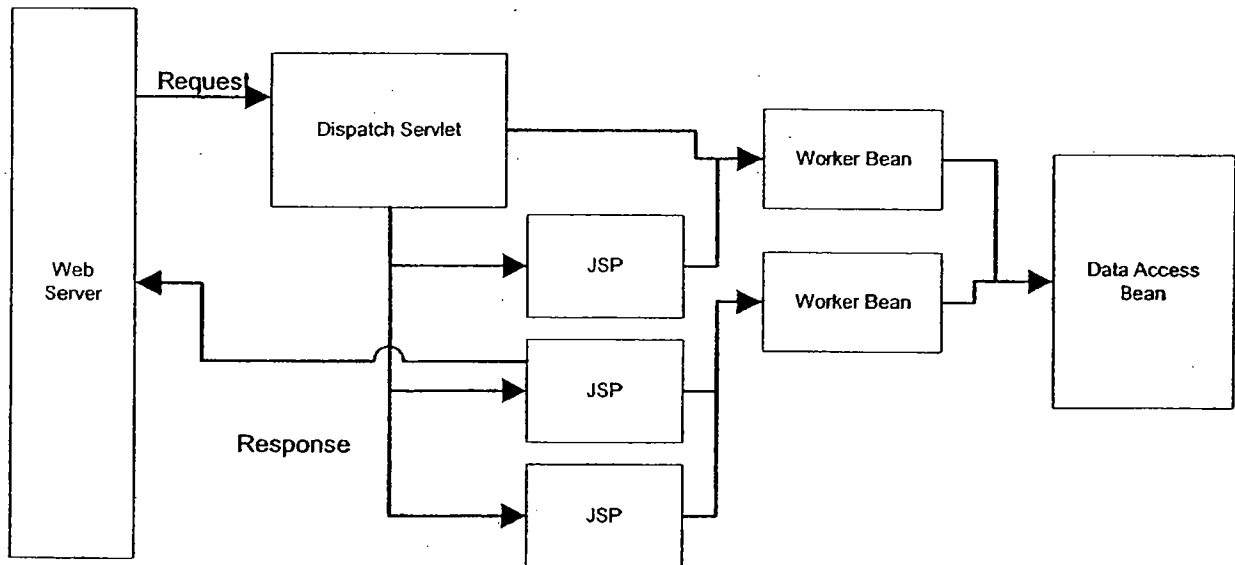 Request
Dispatch Servlet
Worker Bean
JSP
Web
Server
Worker Bean
Data Access
Bean
JSP
Response
JSP